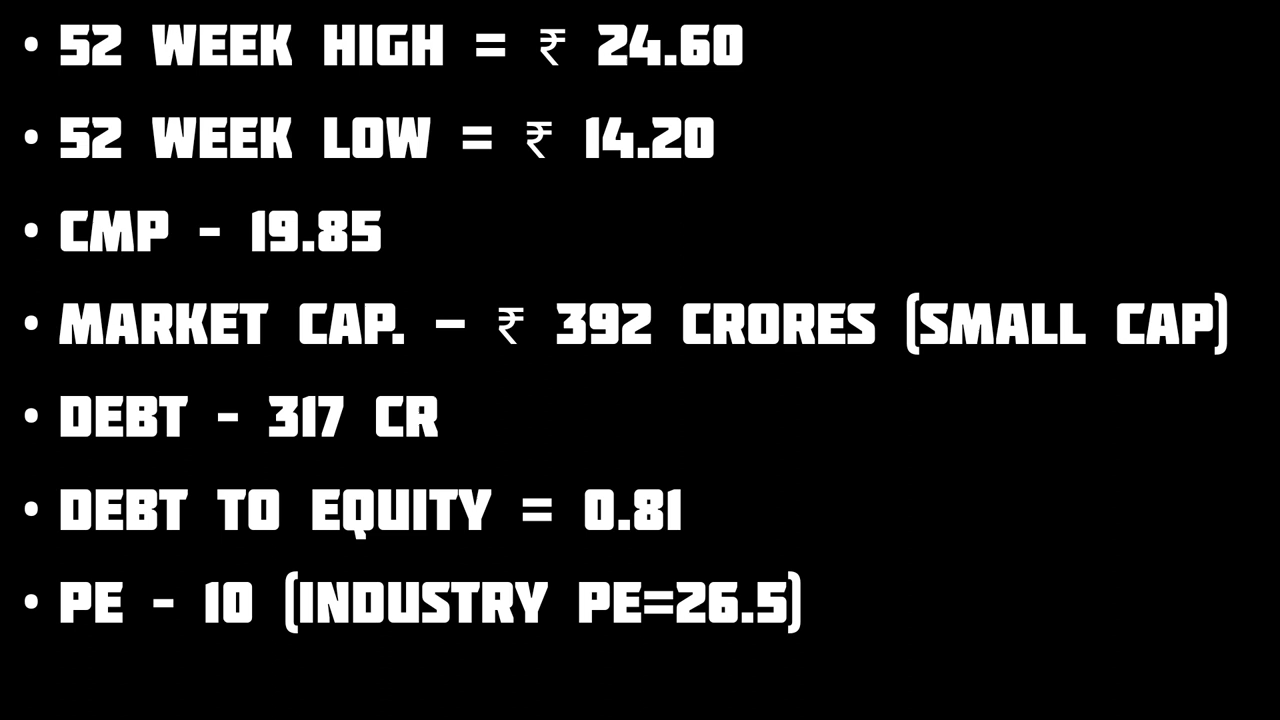 • 52 WEEK HIGH = ₹ 24.60
• 52 WEEK LOW = ₹ 14.20
• CMP - 19.85
• MARKET CAP. – ₹ 392 CRORES (SMALL CAP)
• DEBT - 317 CR
• DEBT TO EQUITY = 0.81
• PE - 10 (INDUSTRY PE=26.5)